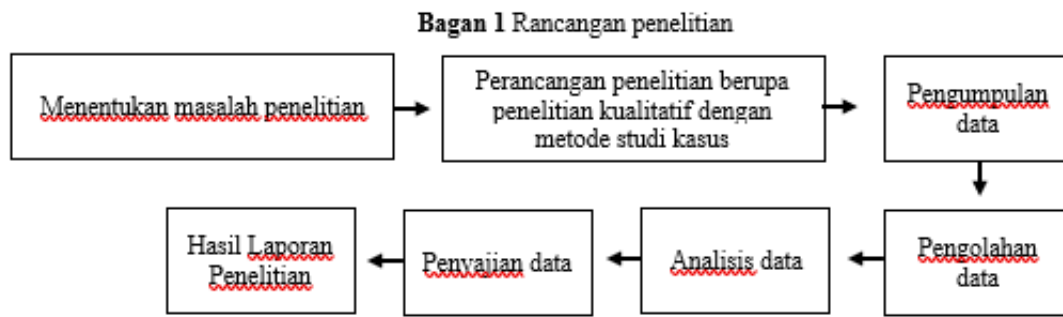 Bagan 1 Rancangan penelitian
Menentukan masalah penelitian
Perancangan penelitian berupa
penelitian kualitatif dengan
metode studi kasus
Pengumpulan
data
Pengolahan
data
Analisis data
Penyajian data
Hasil Laporan
Penelitian